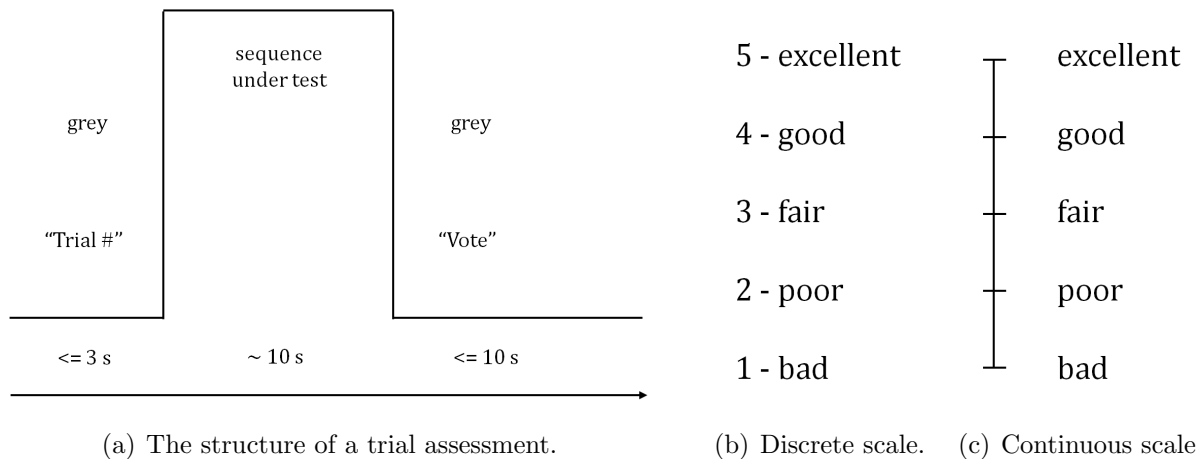 sequence
under test
grey
grey
“Trial #”
“Vote”
<= 3 s
~ 10 s
<= 10 s
(a) The structure of a trial assessment.
5 - excellent
4 - good
3 - fair
2 - poor
1 - bad
(b) Discrete scale.
excellent
good
fair
poor
bad
(c) Continuous scale